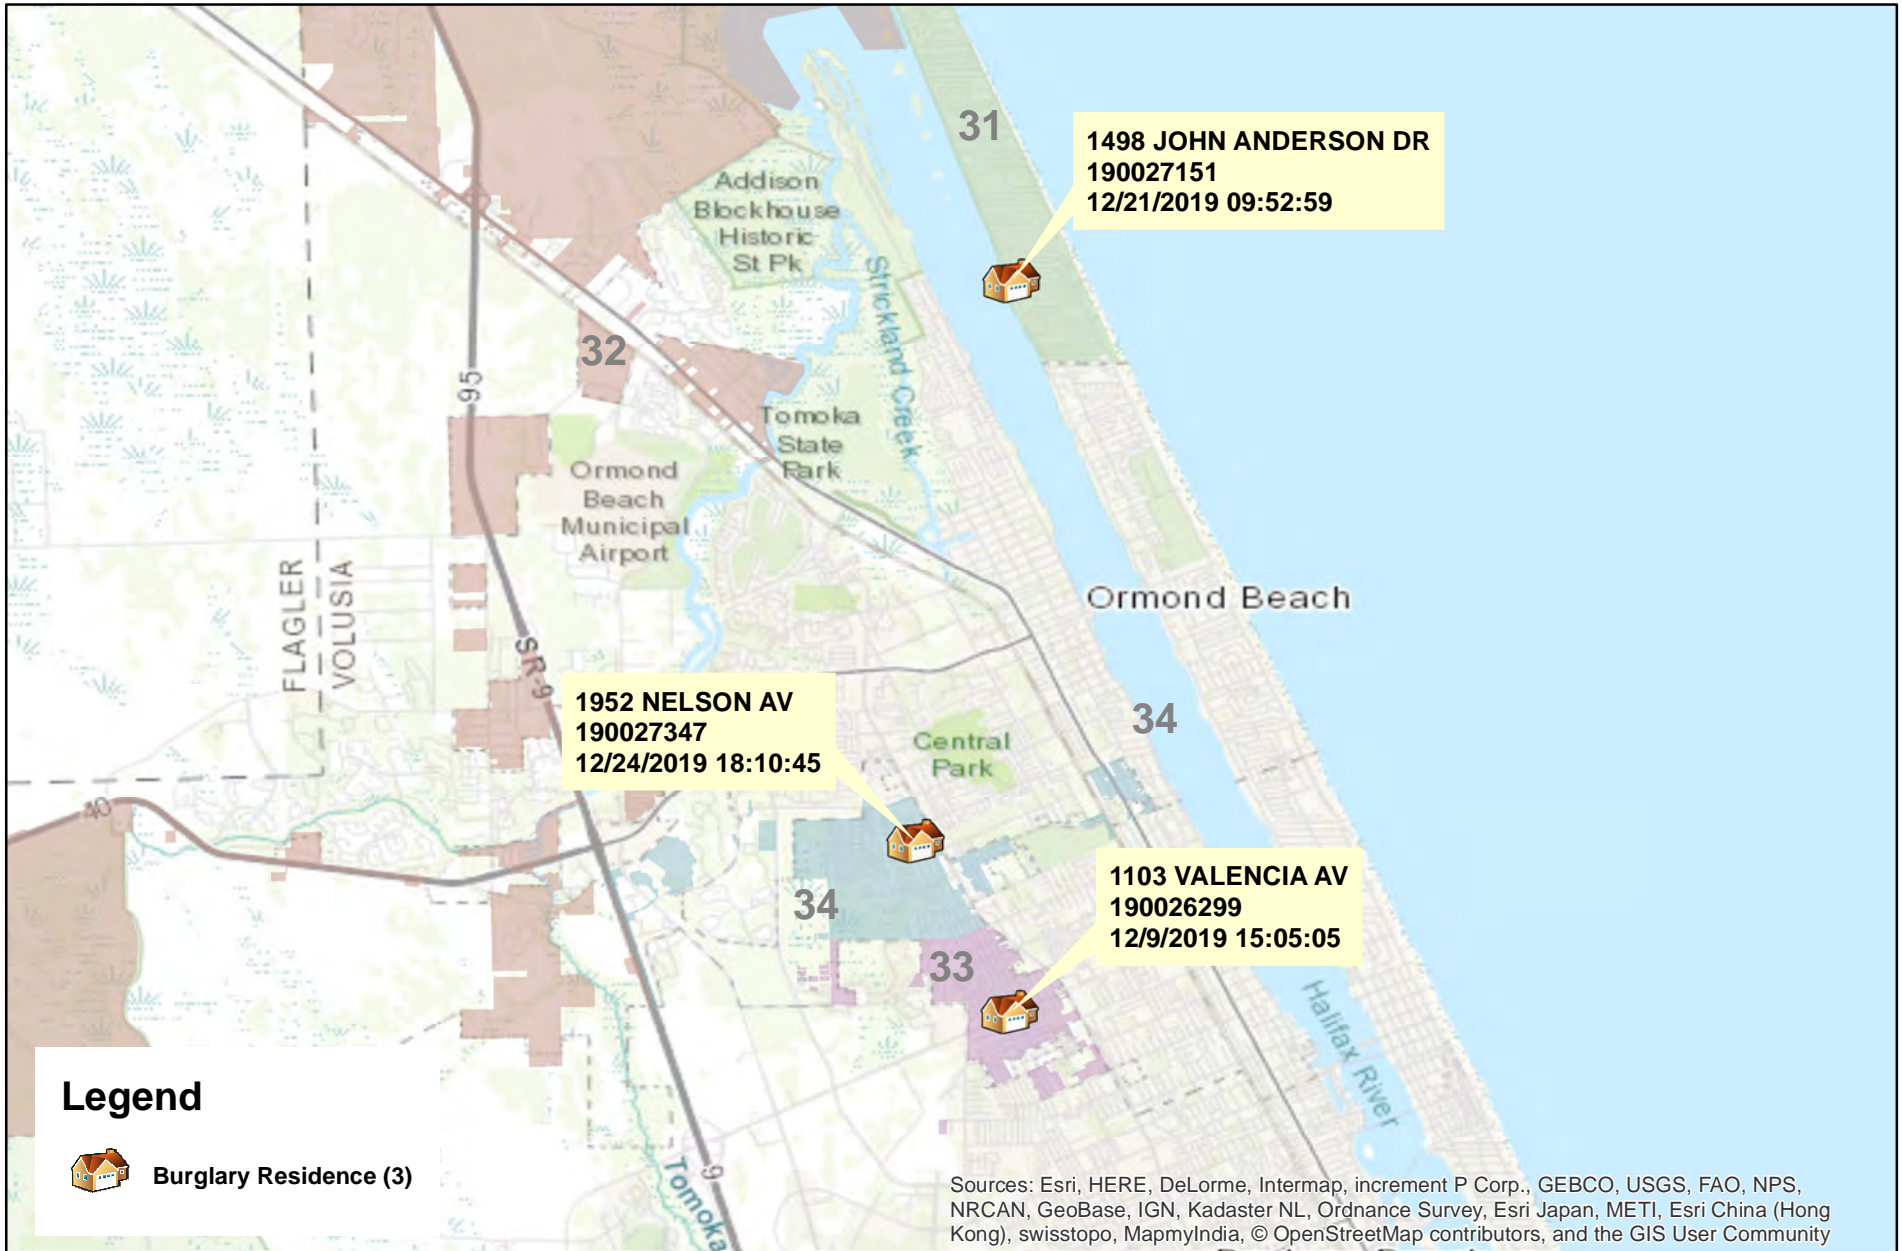 31
1498 JOHN ANDERSON DR
190027151
12/21/2019 09:52:59
Addison
Blockhouse
Historic
St Pk
Strickland Creek
32
95
Tomoka
State
Park
Ormond
Beach
Municipal
Airport
FLAGLER
VOLUSIA
Ormond Beach
SR-9
1952 NELSON AV
190027347
12/24/2019 18:10:45
34
Central
Park
40
1103 VALENCIA AV
190026299
12/9/2019 15:05:05
34
33
Halifax River
Legend
Burglary Residence (3)
Tomoka
9
Sources: Esri, HERE, DeLorme, Intermap, increment P Corp., GEBCO, USGS, FAO, NPS,
NRCAN, GeoBase, IGN, Kadaster NL, Ordnance Survey, Esri Japan, METI, Esri China (Hong
Kong), swisstopo, MapmyIndia, © OpenStreetMap contributors, and the GIS User Community